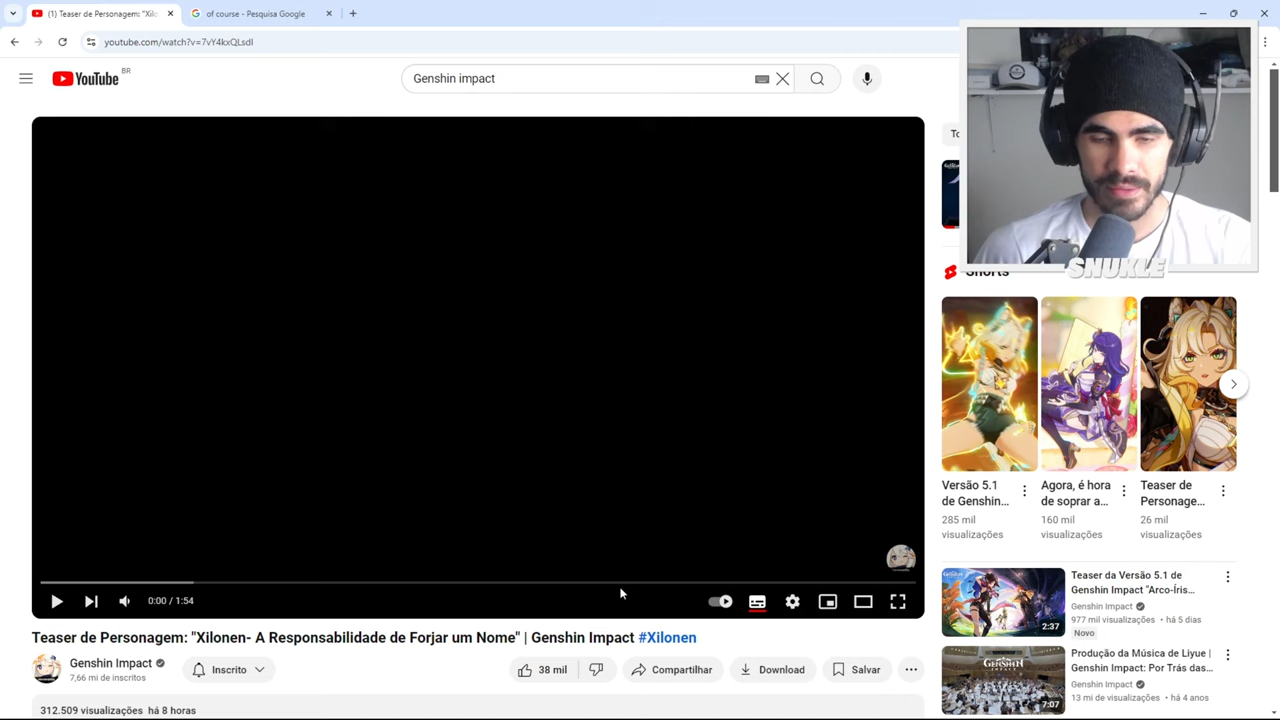 (1) Teaser de Personagem: "Xilo
of course - Pesquisa Google
youtube.com/watch?v=7vY4kxQLsdI
YouTube BR
Genshin impact
SNUKLE
Shorts
Versão 5.1
de Genshin...
285 mil
visualizações
Agora, é hora
de soprar a...
160 mil
visualizações
Teaser de
Personage...
26 mil
visualizações
0:00 / 1:54
Teaser de Personagem: "Xilonen- A Responsabilidade de Forjar um Nome" | Genshin Impact #Xilonen
Genshin Impact
7,66 mi de inscritos
Inscrito
mil
Compartilhar
Salvar
312.509 visualizações há 8 horas
2:37
Teaser da Versão 5.1 de
Genshin Impact "Arco-Íris...
Genshin Impact
977 mil visualizações • há 5 dias
Novo
GENSHIN
7:07
Produção da Música de Liyue |
Genshin Impact: Por Trás das...
Genshin Impact
13 mi de visualizações • há 4 anos